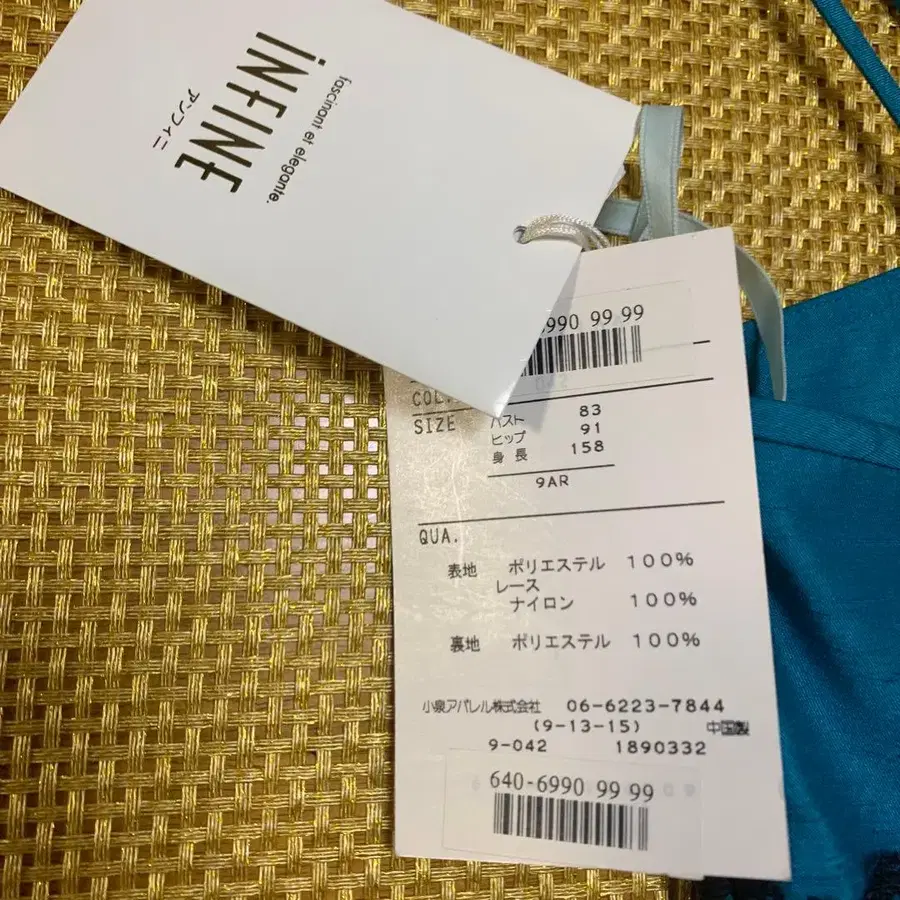 iNFINE
アンフィニ
fascinant et elegante.
990 99 99
COL.
SIZE
バスト 83
ヒップ 91
身長 158
9AR
QUA.
表地 ポリエステル 100%
レース
ナイロン 100%
裏地 ポリエステル 100%
小泉アパレル株式会社 06-6223-7844
(9-13-15) 中国製
9-042 1890332
640-6990 99 99